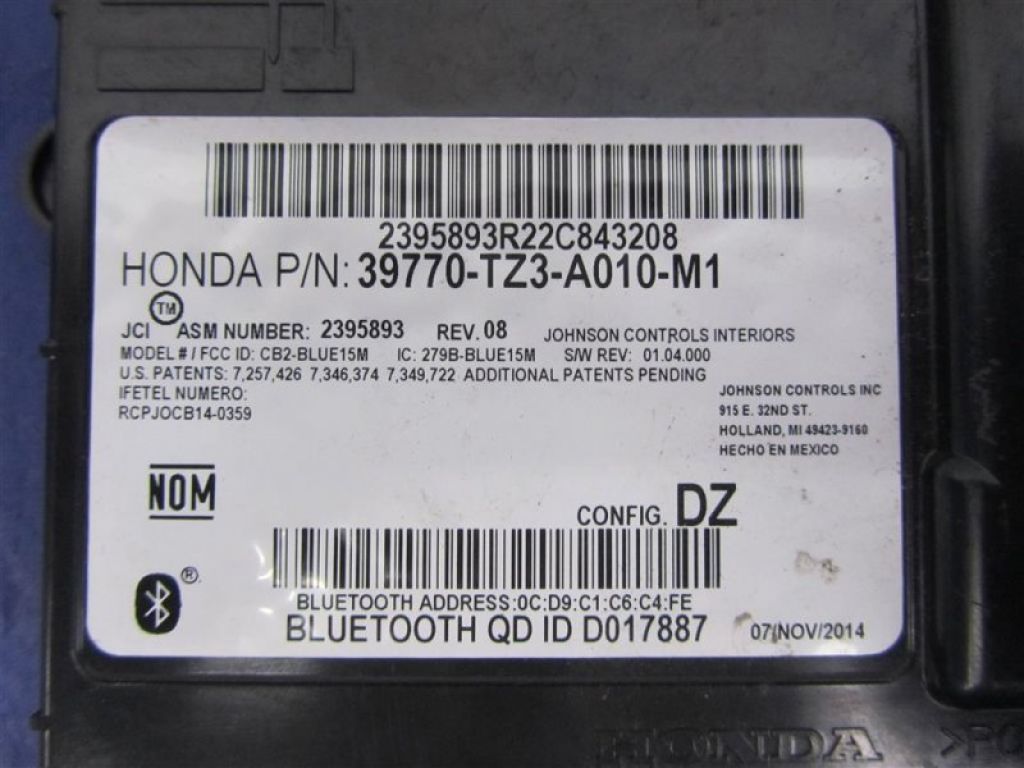 2395893R22C843208
HONDA P/N: 39770-TZ3-A010-M1
TM
JCI ASM NUMBER: 2395893 REV. 08 JOHNSON CONTROLS INTERIORS
MODEL # / FCC ID: CB2-BLUE15M IC: 279B-BLUE15M S/W REV: 01.04.000
U.S. PATENTS: 7,257,426 7,346,374 7,349,722 ADDITIONAL PATENTS PENDING
IFETEL NUMERO:
RCPJOCB14-0359
JOHNSON CONTROLS INC
915 E. 32ND ST.
HOLLAND, MI 49423-9160
HECHO EN MEXICO
NOM
CONFIG. DZ
®.
BLUETOOTH ADDRESS:0C:D9:C1:C6:C4:FE
BLUETOOTH QD ID D017887
07/NOV/2014
HONDA